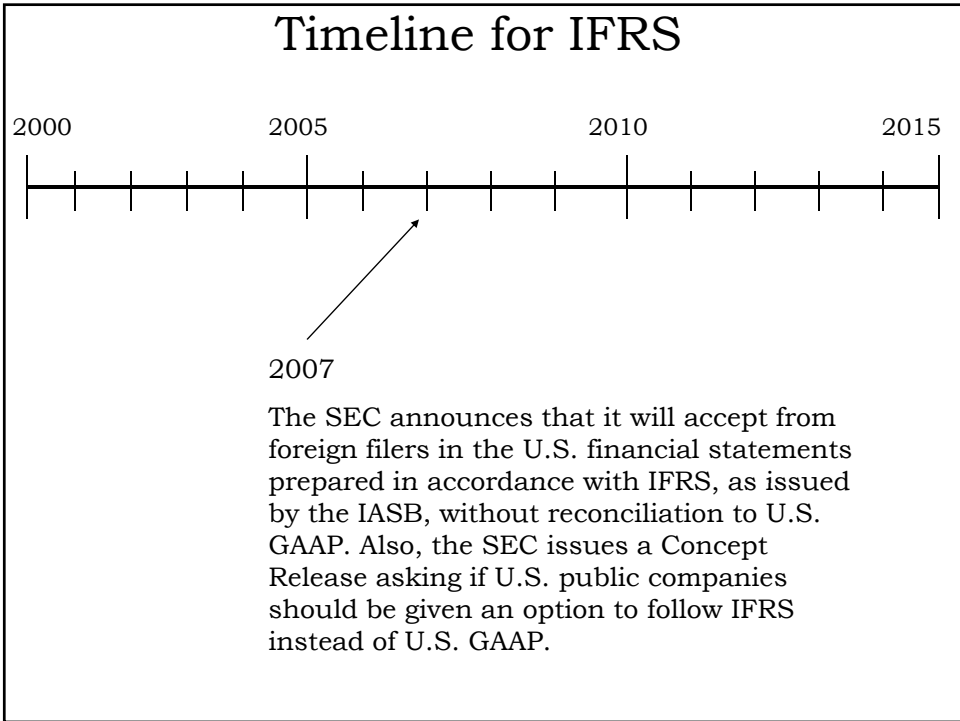 Timeline for IFRS
2000 2005 2010 2015
2007
The SEC announces that it will accept from
foreign filers in the U.S. financial statements
prepared in accordance with IFRS, as issued
by the IASB, without reconciliation to U.S.
GAAP. Also, the SEC issues a Concept
Release asking if U.S. public companies
should be given an option to follow IFRS
instead of U.S. GAAP.